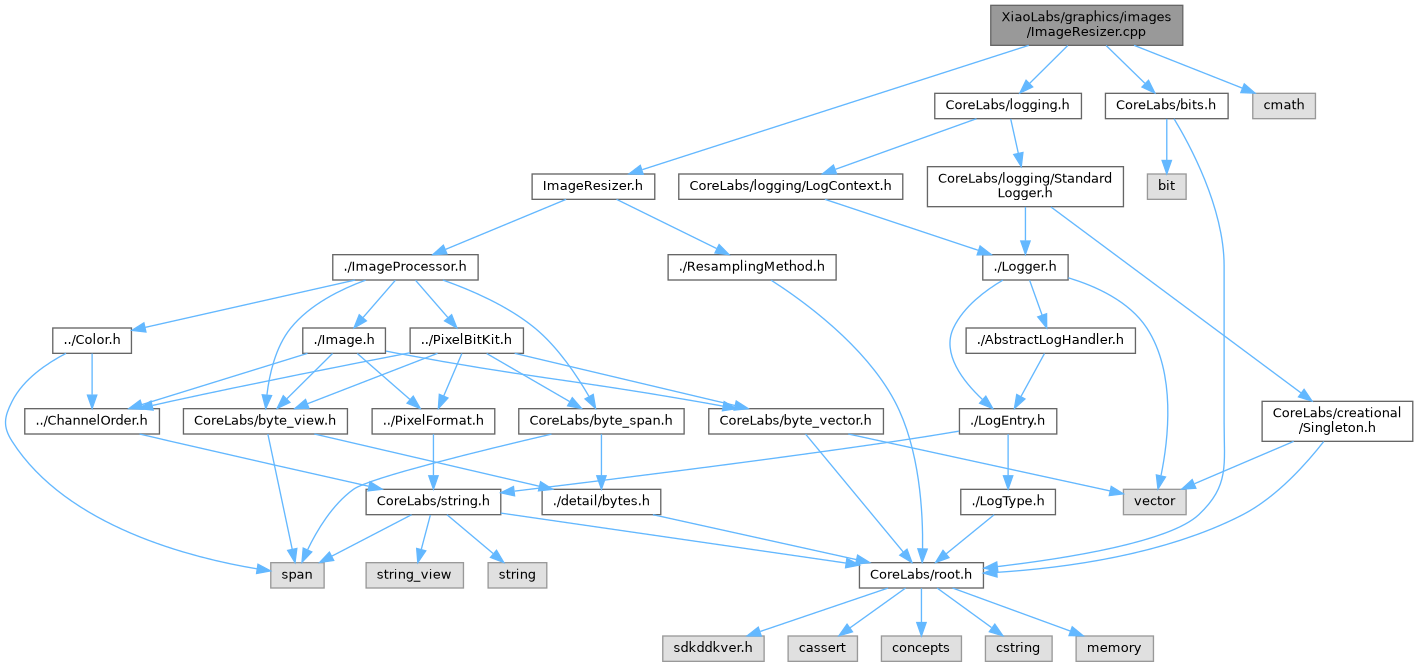 XiaoLabs/graphics/images
/ImageResizer.cpp
CoreLabs/logging.h
CoreLabs/bits.h
cmath
ImageResizer.h
CoreLabs/logging/LogContext.h
CoreLabs/logging/Standard
Logger.h
bit
./ImageProcessor.h
./ResamplingMethod.h
./Logger.h
../Color.h
./Image.h
../PixelBitKit.h
./AbstractLogHandler.h
../ChannelOrder.h
CoreLabs/byte_view.h
../PixelFormat.h
CoreLabs/byte_span.h
CoreLabs/byte_vector.h
./LogEntry.h
CoreLabs/creational
/Singleton.h
CoreLabs/string.h
./detail/bytes.h
./LogType.h
vector
span
string_view
string
CoreLabs/root.h
sdkddkver.h
cassert
concepts
cstring
memory